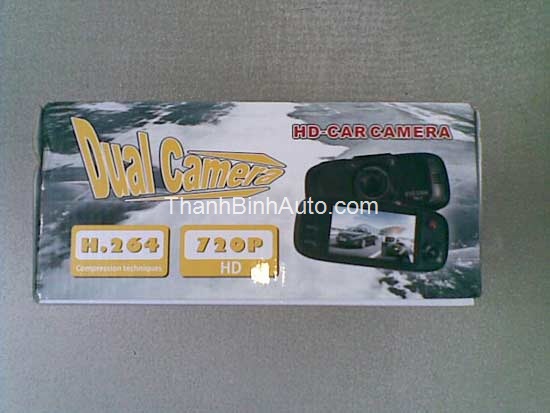 HD-CAR CAMERA
Dual Camera
ThanhBinhAuto.com
H.264
Compression techniques
720P
HD